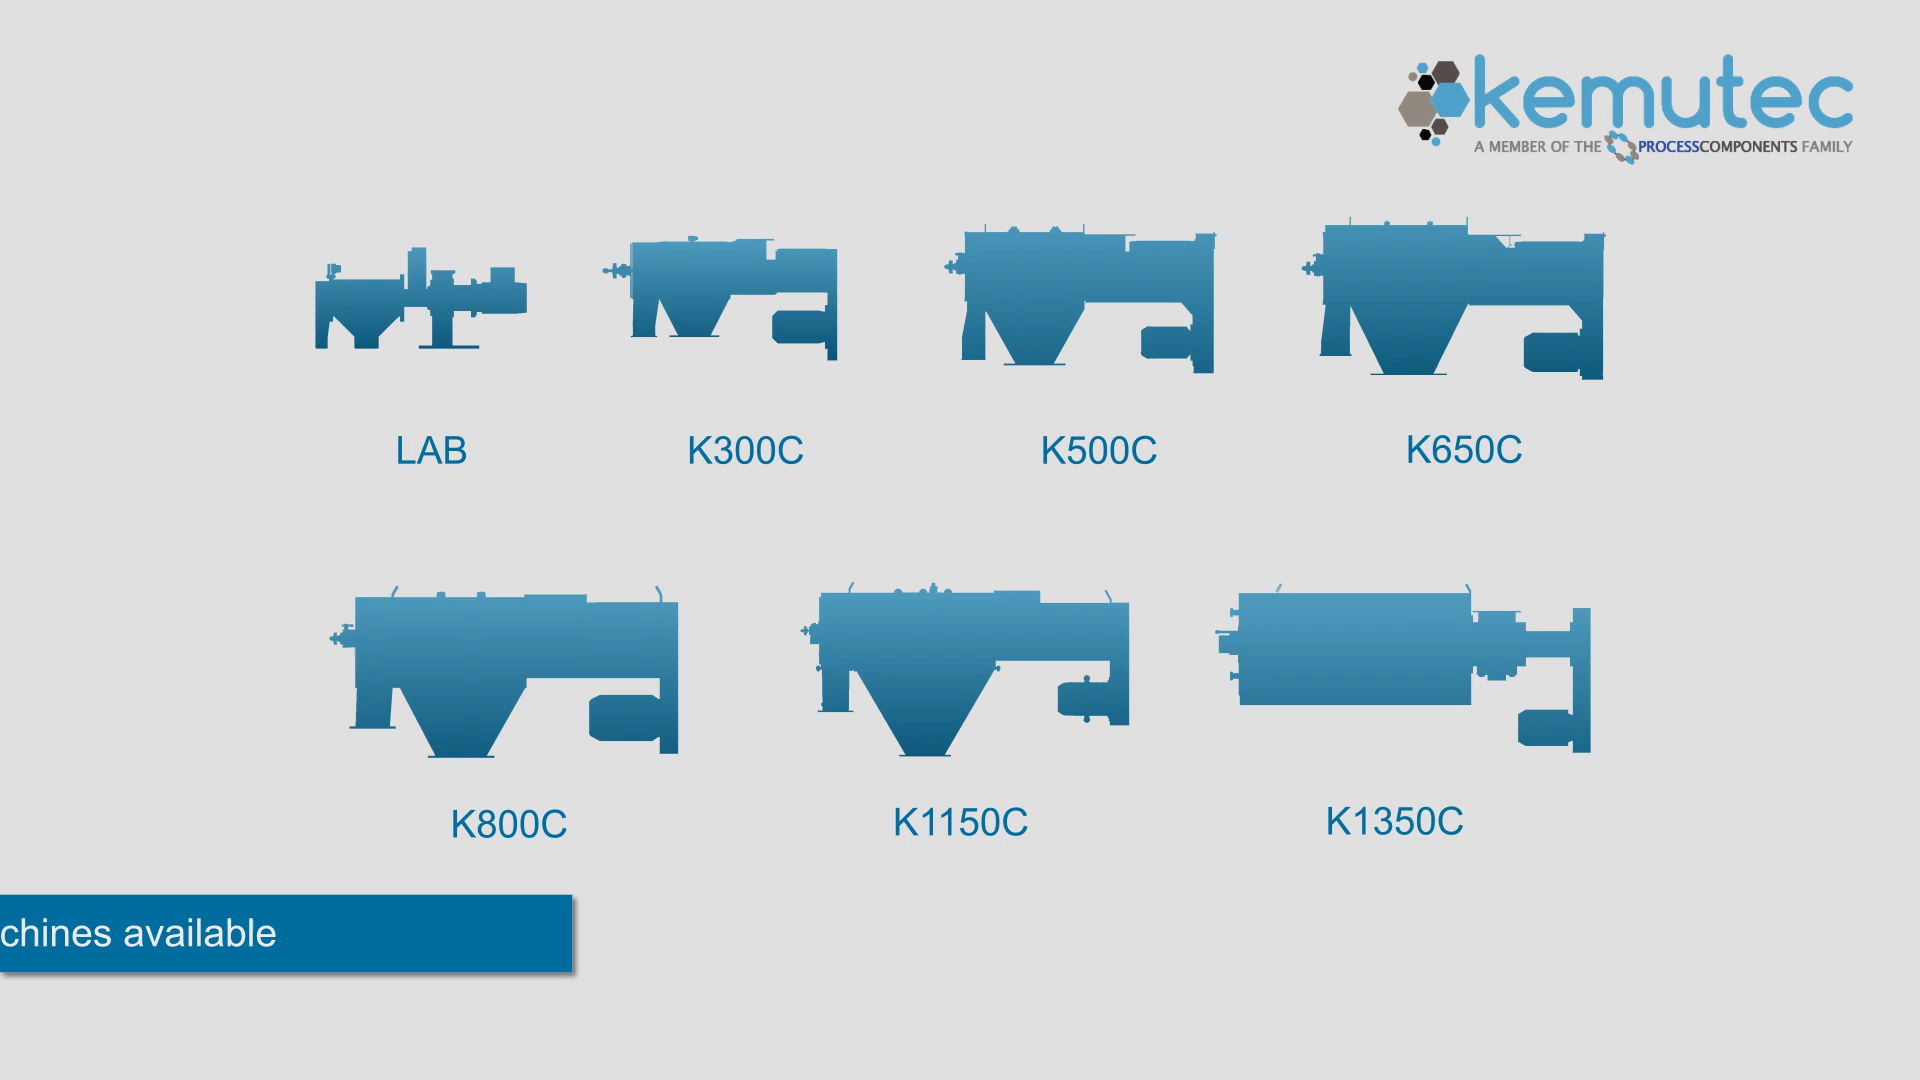 kemutec
A MEMBER OF THE PROCESSCOMPONENTS FAMILY
LAB
K300C
K500C
K650C
K800C
K1150C
K1350C
chines available